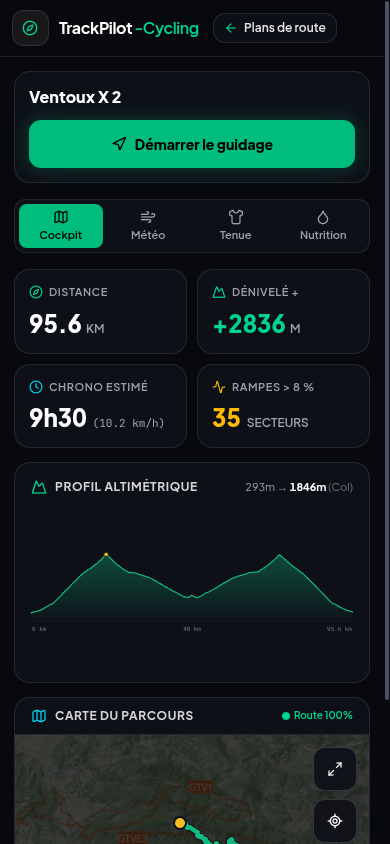 TrackPilot -Cycling
Plans de route
Ventoux X 2
Démarrer le guidage
Cockpit
Météo
Tenue
Nutrition
DISTANCE
95.6 KM
DÉNIVELÉ +
+2836 M
CHRONO ESTIMÉ
9h30 (10.2 km/h)
RAMPES > 8 %
35 SECTEURS
PROFIL ALTIMÉTRIQUE
293m → 1846m (Col)
0 km
48 km
95.6 km
CARTE DU PARCOURS
Route 100%
GTV1
GTVE3